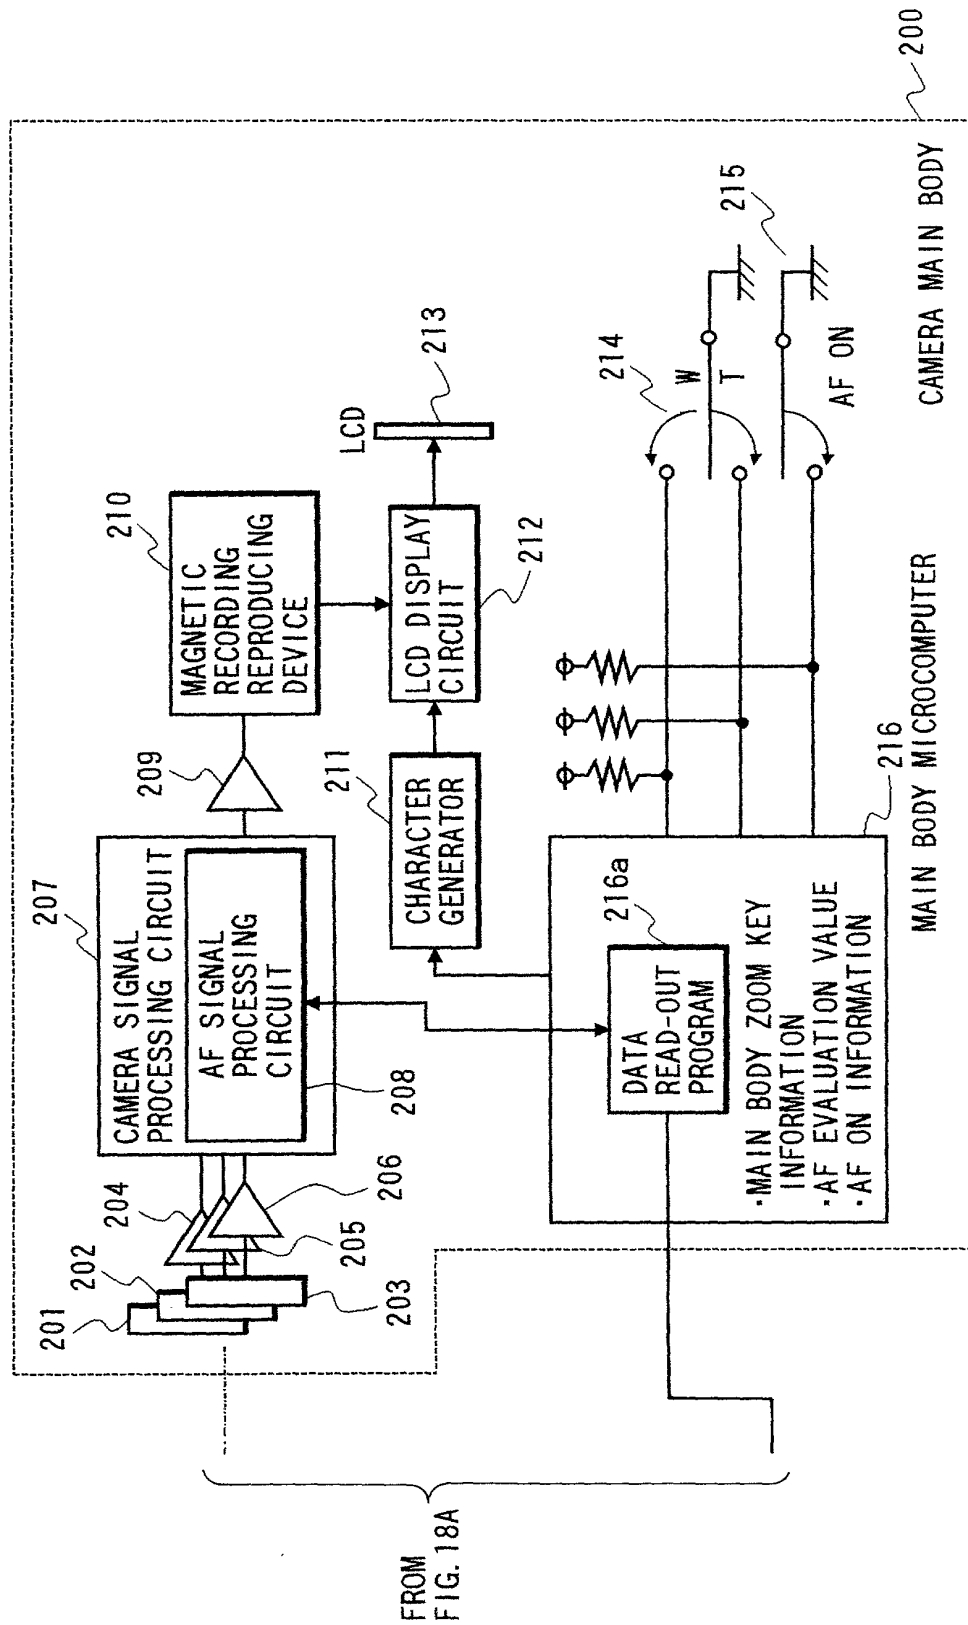 200
CAMERA MAIN BODY
207
CAMERA SIGNAL
PROCESSING CIRCUIT
AF SIGNAL
PROCESSING
CIRCUIT
208
201
202
203
204
205
206
209
210
MAGNETIC
RECORDING
REPRODUCING
DEVICE
211
CHARACTER
GENERATOR
LCD DISPLAY
CIRCUIT
212
LCD
213
214
W
T
215
AF ON
216a
DATA
READ-OUT
PROGRAM
·MAIN BODY ZOOM KEY
INFORMATION
·AF EVALUATION VALUE
·AF ON INFORMATION
216
MAIN BODY MICROCOMPUTER
FROM
FIG. 18A